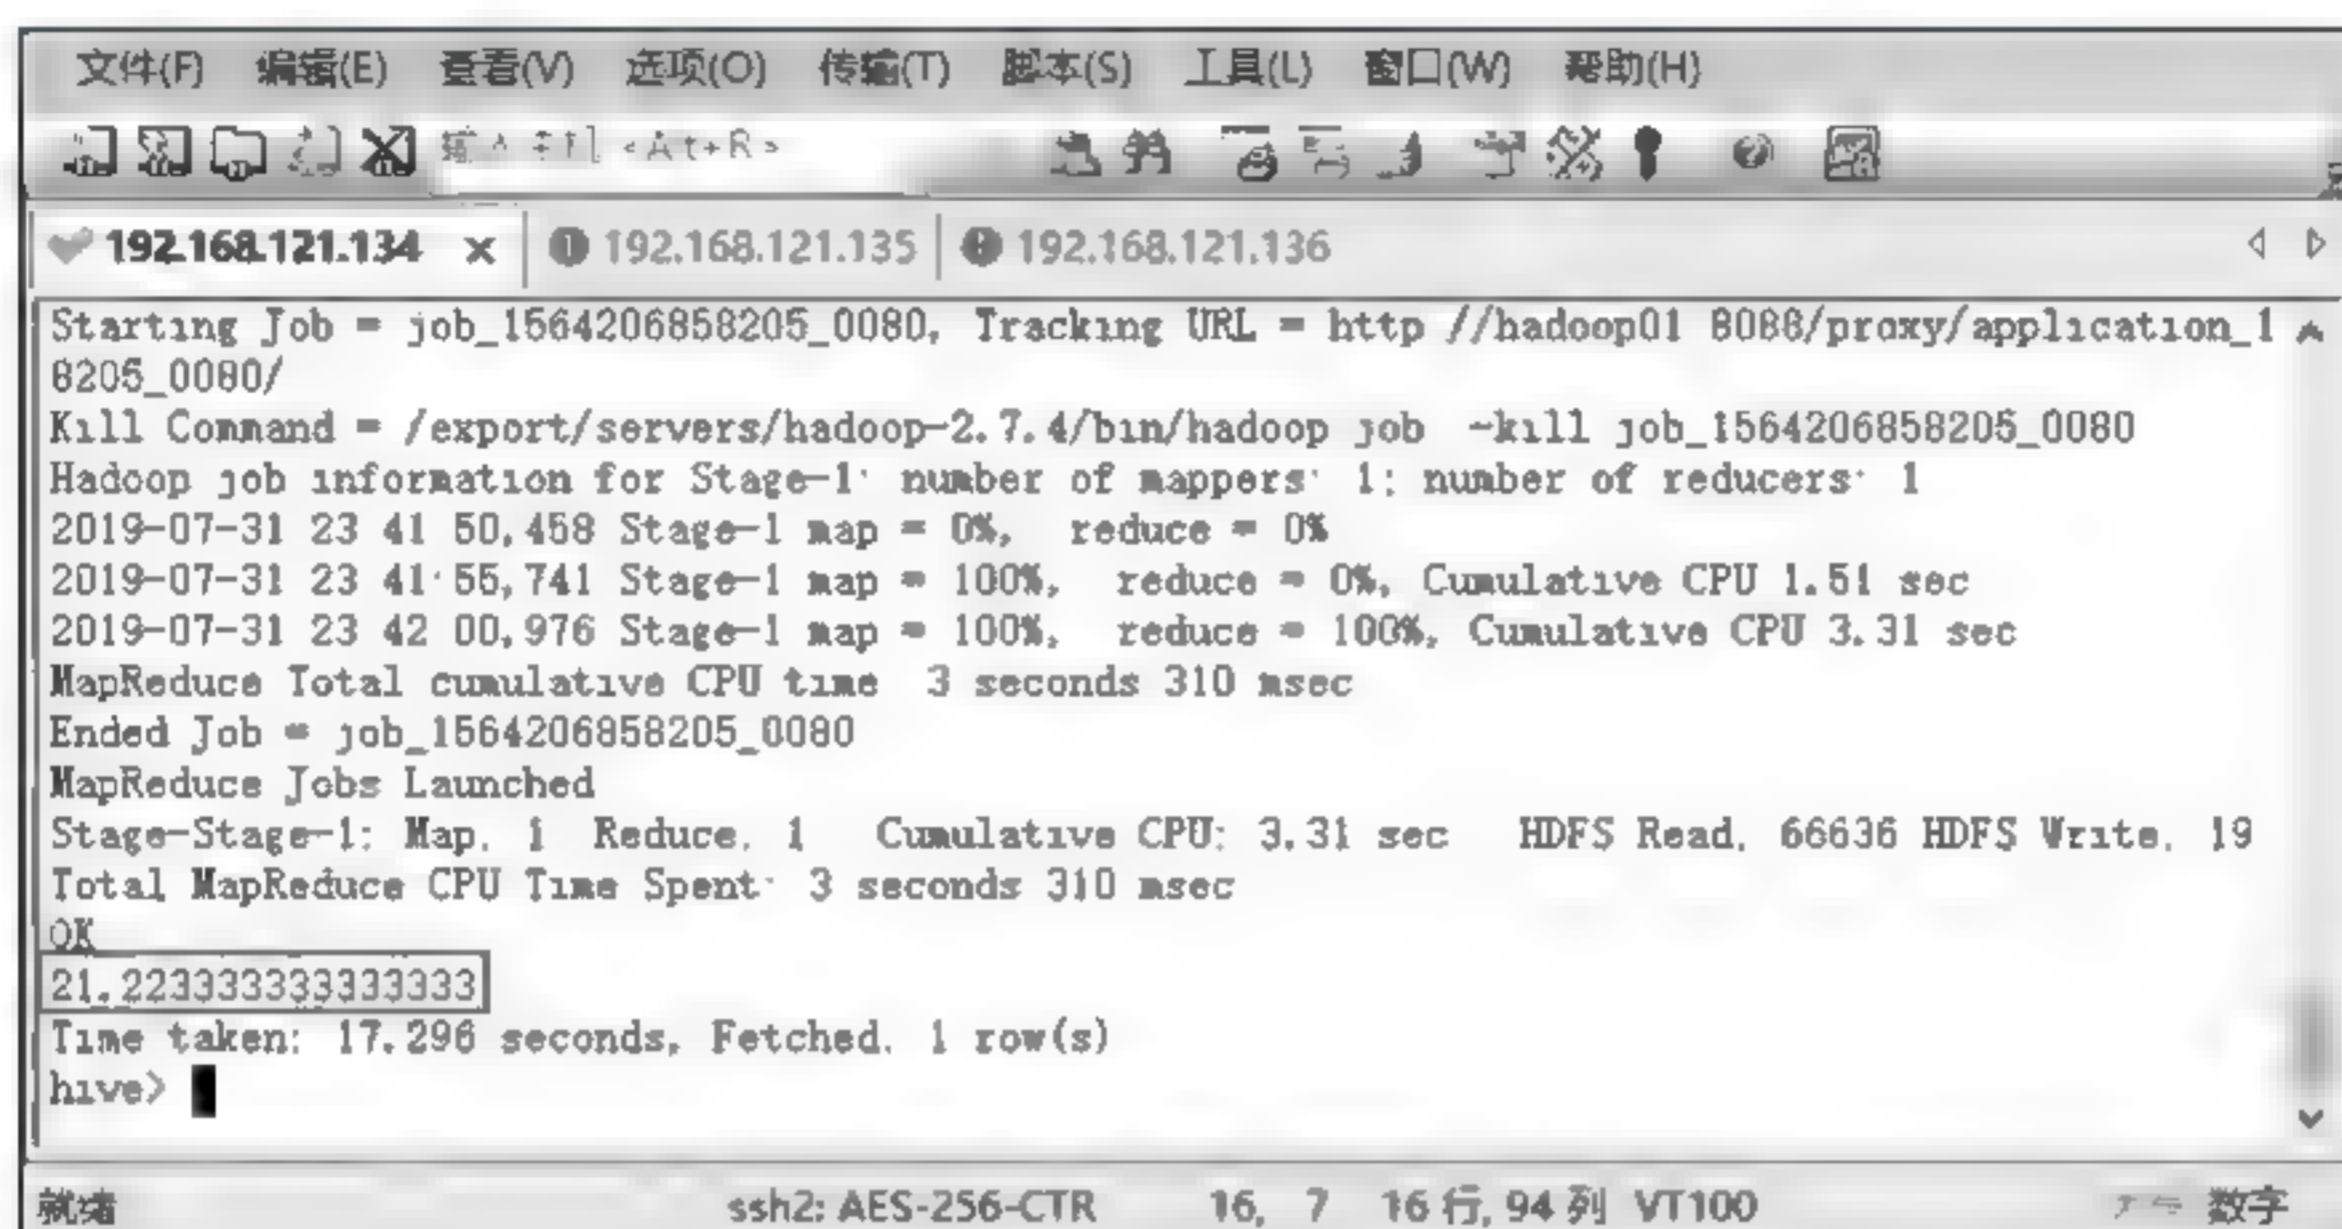 文件(F) 编辑(E) 查看(V) 选项(O) 传输(T) 脚本(S) 工具(L) 窗口(W) 帮助(H)
输入主机 <Alt+R>
192.168.121.134 × 192.168.121.135 192.168.121.136
Starting Job = job_1564206858205_0080, Tracking URL = http //hadoop01 8088/proxy/application_1
8205_0080/
Kill Command = /export/servers/hadoop-2.7.4/bin/hadoop job -kill job_1564206858205_0080
Hadoop job information for Stage-1: number of mappers: 1; number of reducers: 1
2019-07-31 23 41 50,458 Stage-1 map = 0%, reduce = 0%
2019-07-31 23 41:55,741 Stage-1 map = 100%, reduce = 0%, Cumulative CPU 1.51 sec
2019-07-31 23 42 00,976 Stage-1 map = 100%, reduce = 100%, Cumulative CPU 3.31 sec
MapReduce Total cumulative CPU time 3 seconds 310 msec
Ended Job = job_1564206858205_0080
MapReduce Jobs Launched
Stage-Stage-1: Map. 1 Reduce. 1 Cumulative CPU: 3.31 sec HDFS Read. 66636 HDFS Write. 19
Total MapReduce CPU Time Spent: 3 seconds 310 msec
OK
21.223333333333333
Time taken: 17.296 seconds, Fetched. 1 row(s)
hive>
就绪 ssh2: AES-256-CTR 16, 7 16 行, 94 列 VT100 数字